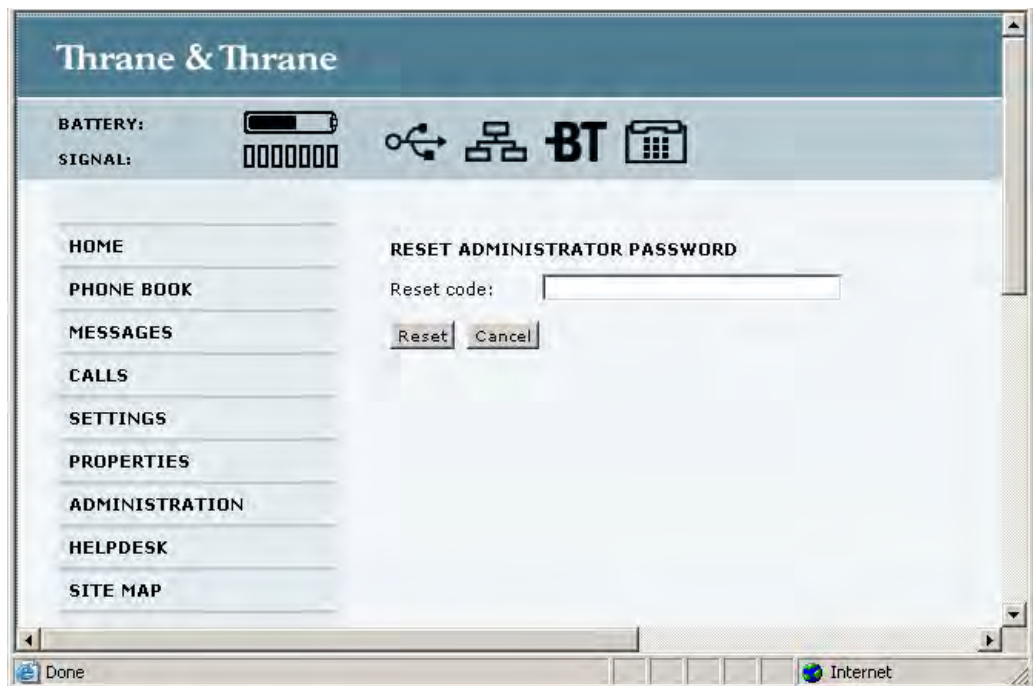 Thrane & Thrane
BATTERY:
SIGNAL:
BT
HOME
PHONE BOOK
MESSAGES
CALLS
SETTINGS
PROPERTIES
ADMINISTRATION
HELPDESK
SITE MAP
RESET ADMINISTRATOR PASSWORD
Reset code:
Reset Cancel
Done Internet